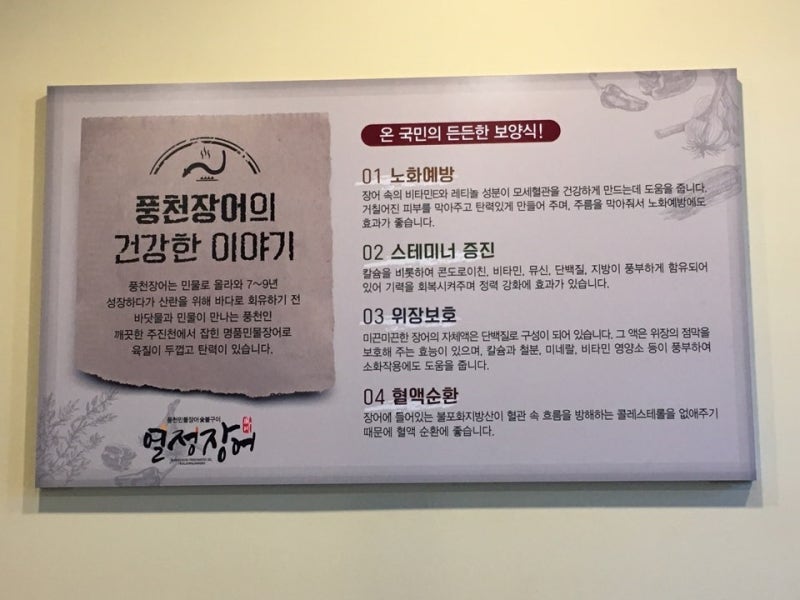 풍천장어의
건강한 이야기
풍천장어는 민물로 올라와 7~9년
성장하다가 산란을 위해 바다로 회유하기 전
바닷물과 민물이 만나는 풍천인
깨끗한 주진천에서 잡힌 명품민물장어로
육질이 두껍고 탄력이 있습니다.
풍천민물장어숯불구이
열정장어
온 국민의 든든한 보양식!
01 노화예방
장어 속의 비타민E와 레티놀 성분이 모세혈관을 건강하게 만드는데 도움을 줍니다.
거칠어진 피부를 막아주고 탄력있게 만들어 주며, 주름을 막아줘서 노화예방에도
효과가 좋습니다.
02 스테미너 증진
칼슘을 비롯하여 콘도로이친, 비타민, 뮤신, 단백질, 지방이 풍부하게 함유되어
있어 기력을 회복시켜주며 정력 강화에 효과가 있습니다.
03 위장보호
미끈미끈한 장어의 자체액은 단백질로 구성이 되어 있습니다. 그 액은 위장의 점막을
보호해 주는 효능이 있으며, 칼슘과 철분, 미네랄, 비타민 영양소 등이 풍부하여
소화작용에도 도움을 줍니다.
04 혈액순환
장어에 들어있는 불포화지방산이 혈관 속 흐름을 방해하는 콜레스테롤을 없애주기
때문에 혈액 순환에 좋습니다.